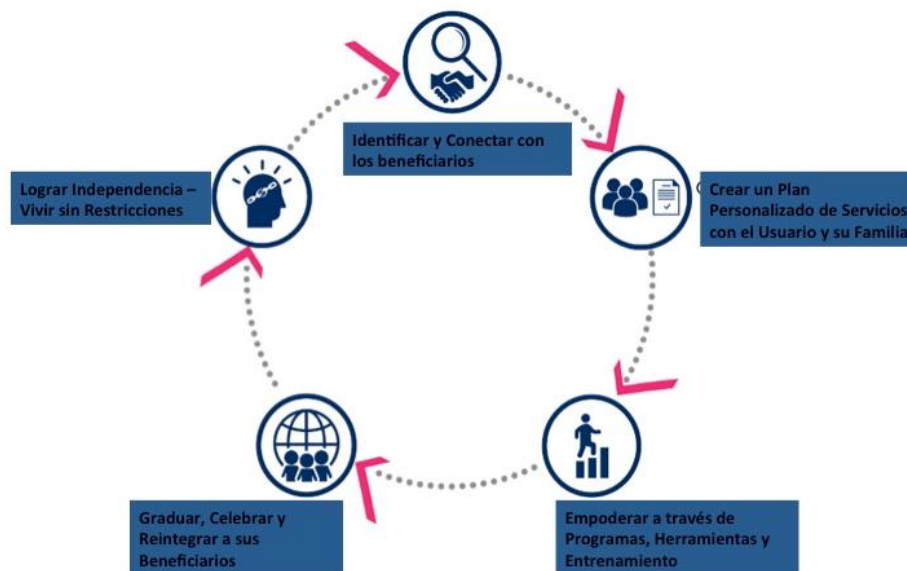 Identificar y Conectar con
los beneficiarios
Crear un Plan
Personalizado de Servicios
con el Usuario y su Familia
Empoderar a través de
Programas, Herramientas y
Entrenamiento
Graduar, Celebrar y
Reintegrar a sus
Beneficiarios
Lograr Independencia –
Vivir sin Restricciones